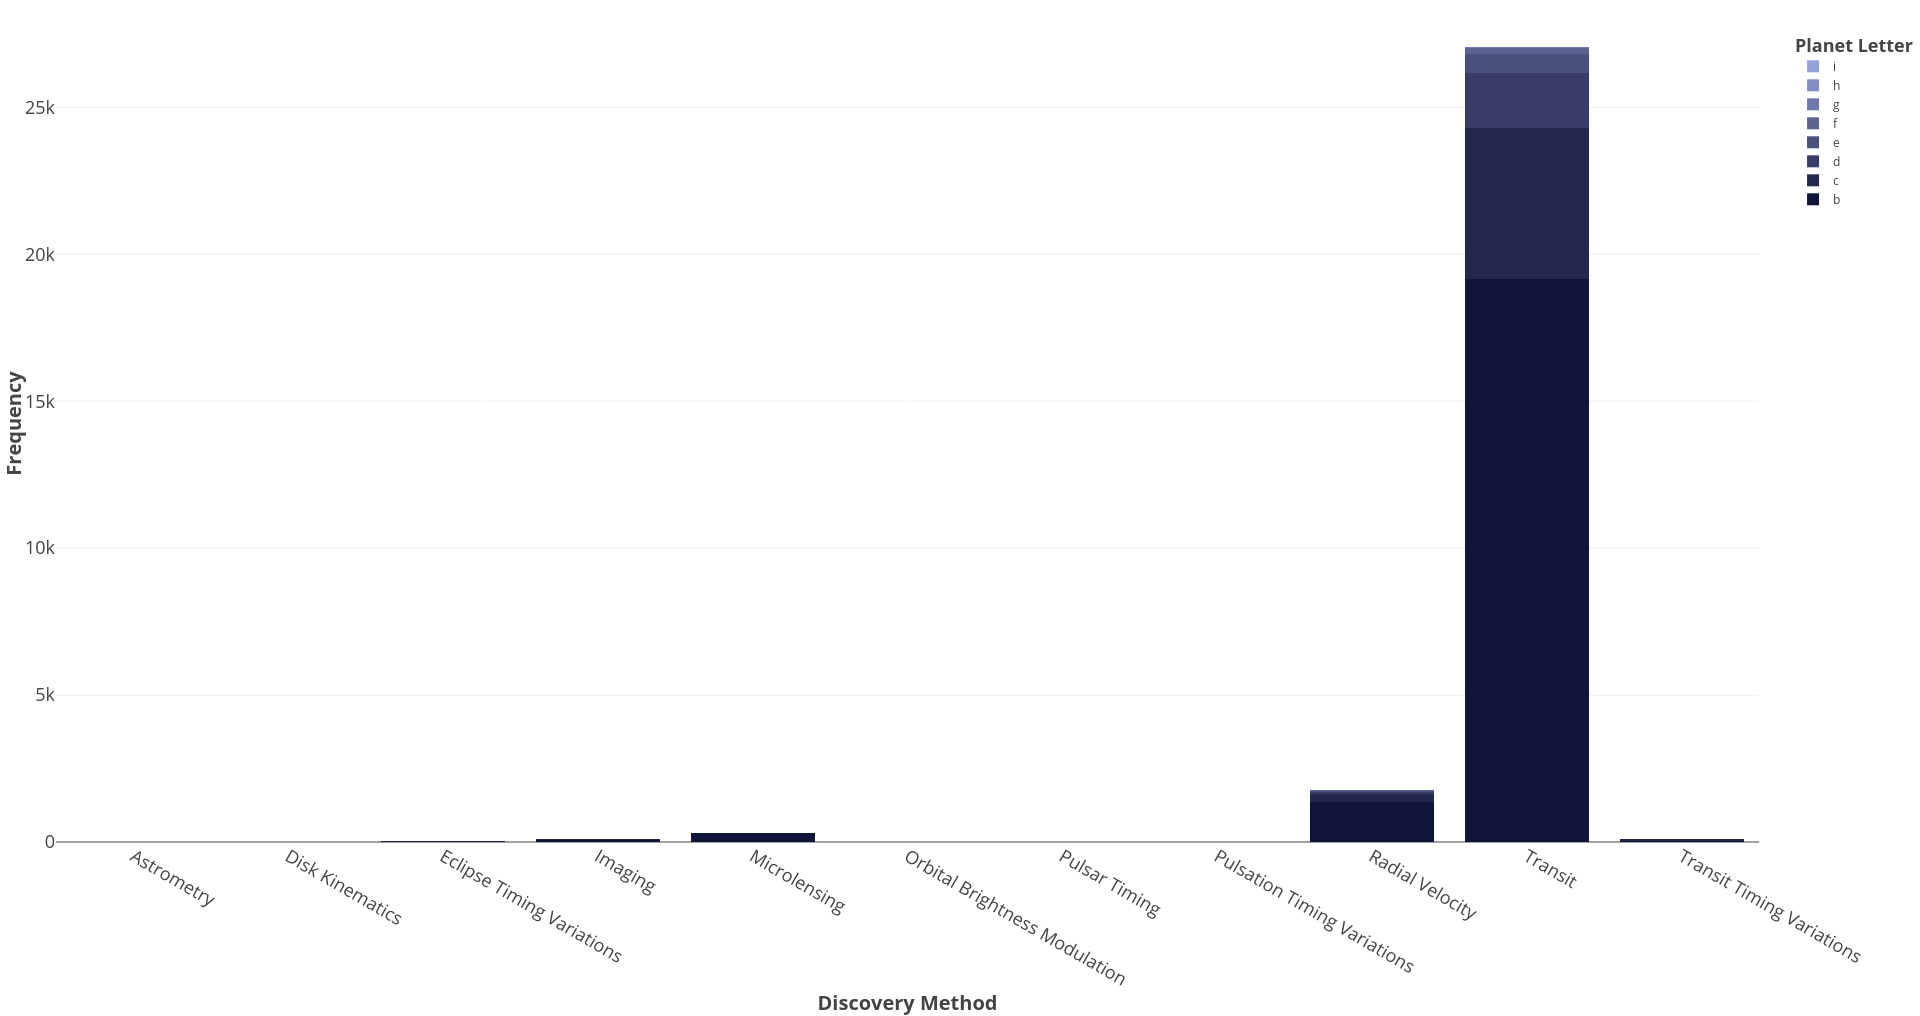 Planet Letter
i
h
g
f
e
d
c
b
Frequency
25k
20k
15k
10k
5k
0
Astrometry
Disk Kinematics
Eclipse Timing Variations
Imaging
Microlensing
Orbital Brightness Modulation
Pulsar Timing
Pulsation Timing Variations
Radial Velocity
Transit
Transit Timing Variations
Discovery Method